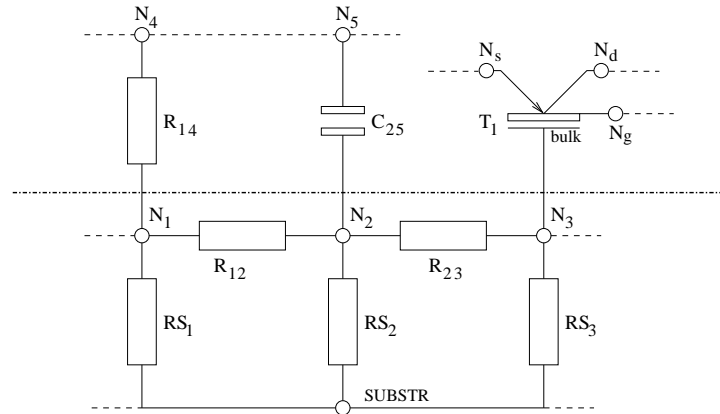 N4 N5
Ns Nd
R14 C25 T1 Ng
bulk
N1 N2 N3
R12 R23
RS1 RS2 RS3
SUBSTR